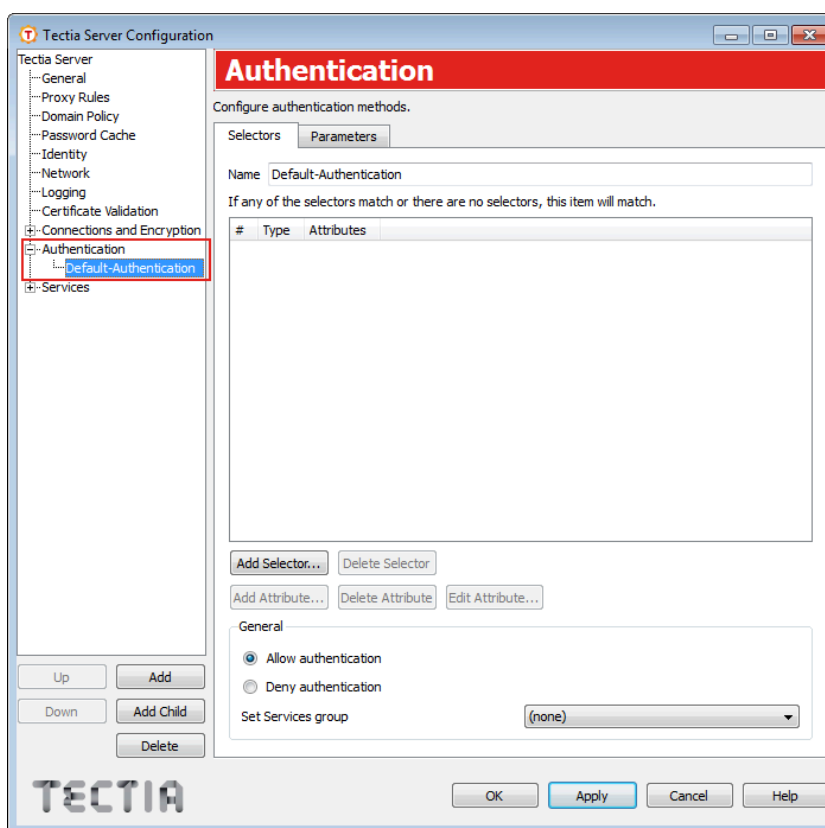 Tectia Server Configuration
Tectia Server
General
Proxy Rules
Domain Policy
Password Cache
Identity
Network
Logging
Certificate Validation
Connections and Encryption
Authentication
Default-Authentication
Services
Up
Add
Down
Add Child
Delete
TECTIA
Authentication
Configure authentication methods.
Selectors
Parameters
Name
Default-Authentication
If any of the selectors match or there are no selectors, this item will match.
# Type Attributes
Add Selector...
Delete Selector
Add Attribute...
Delete Attribute
Edit Attribute...
General
Allow authentication
Deny authentication
Set Services group
(none)
OK
Apply
Cancel
Help